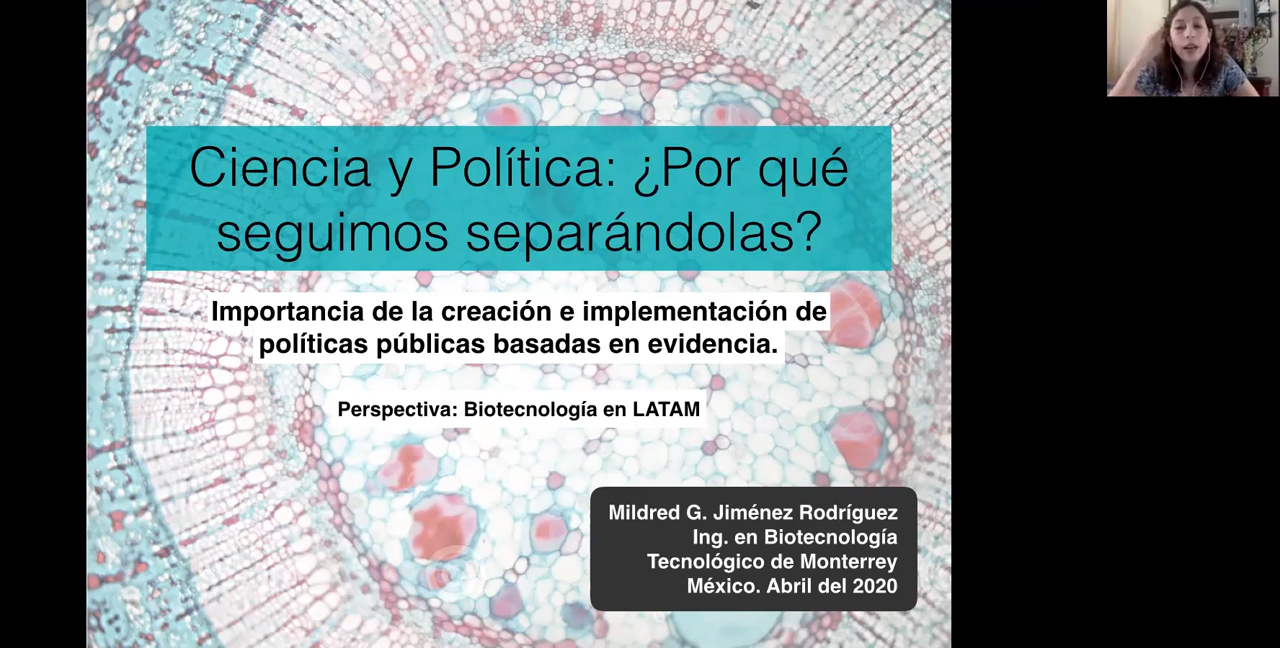 Ciencia y Política: ¿Por qué
seguimos separándolas?
Importancia de la creación e implementación de
políticas públicas basadas en evidencia.
Perspectiva: Biotecnología en LATAM
Mildred G. Jiménez Rodríguez
Ing. en Biotecnología
Tecnológico de Monterrey
México. Abril del 2020